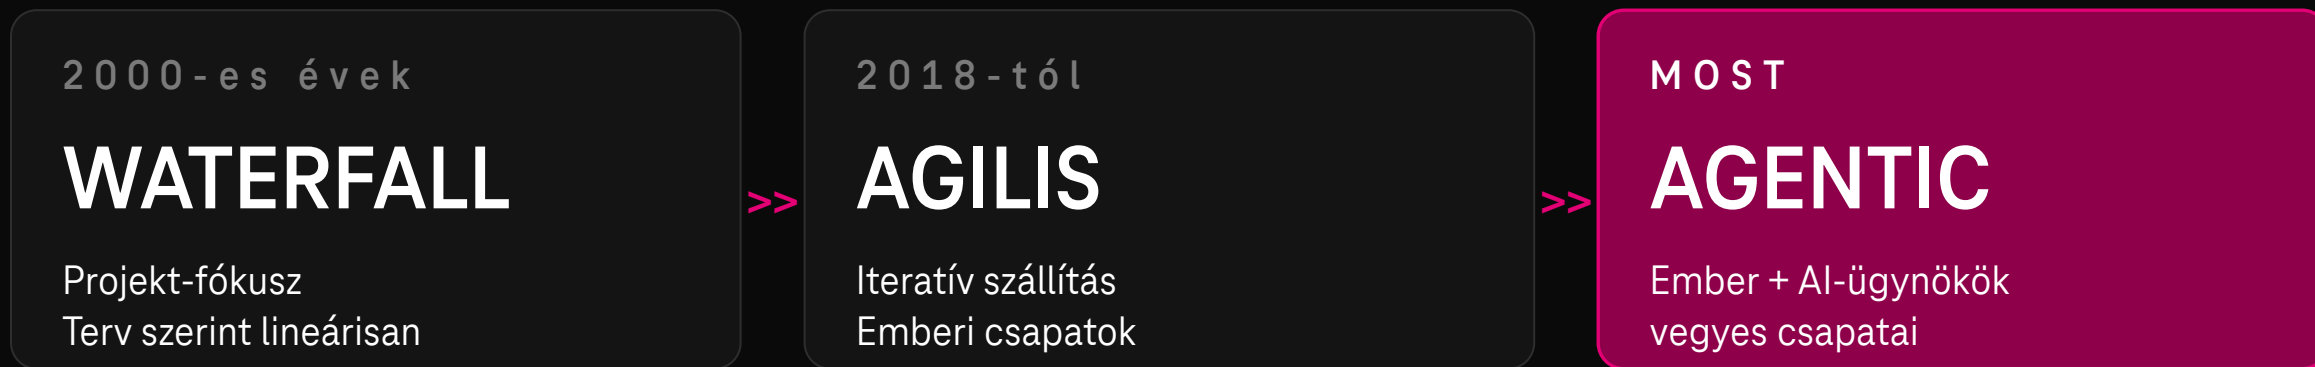 2000-es évek
WATERFALL
Projekt-fókusz
Terv szerint lineárisan
>>
2018-tól
AGILIS
Iteratív szállítás
Emberi csapatok
>>
MOST
AGENTIC
Ember + AI-ügynökök
vegyes csapatai